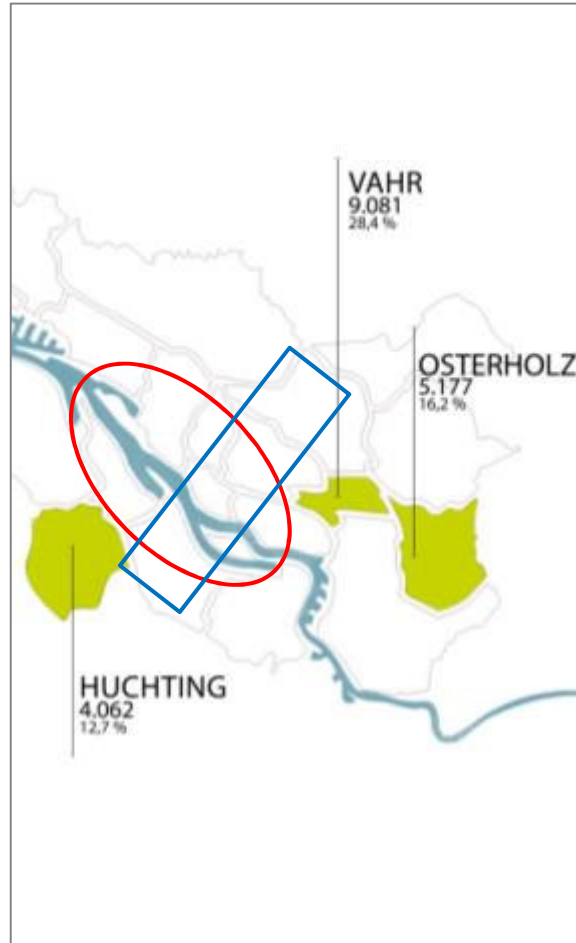 VAHR
9.081
28,4 %
OSTERHOLZ
5.177
16,2 %
HUCHTING
4.062
12,7 %